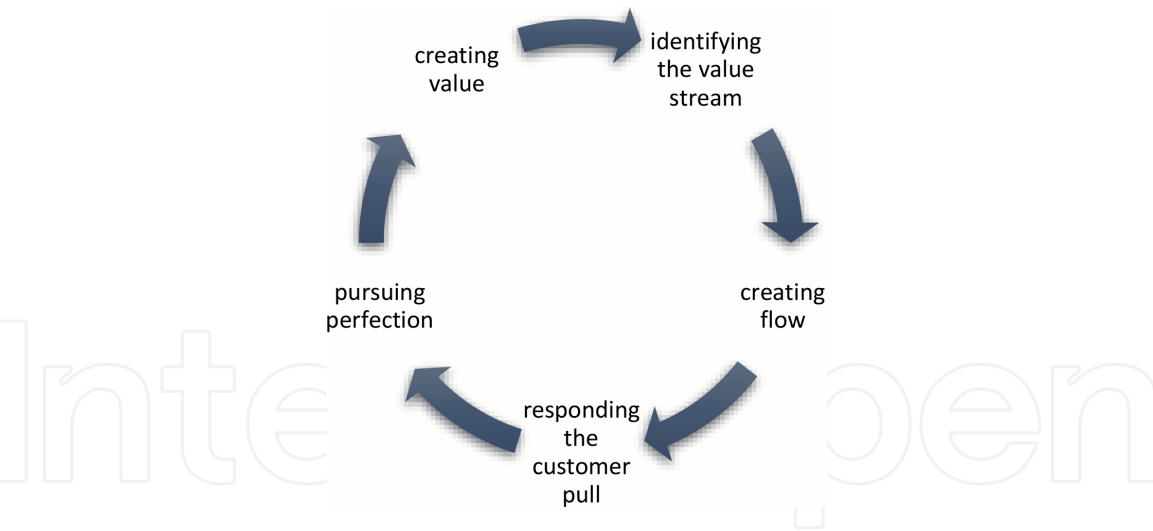 creating
value
identifying
the value
stream
creating
flow
responding
the
customer
pull
pursuing
perfection